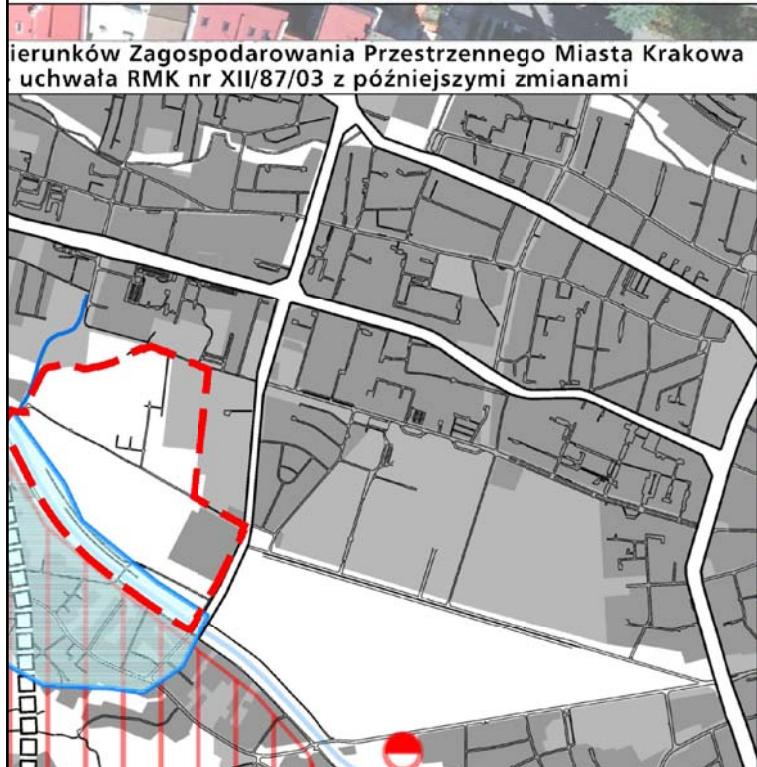 ierunków Zagospodarowania Przestrzennego Miasta Krakowa
uchwała RMK nr XII/87/03 z późniejszymi zmianami